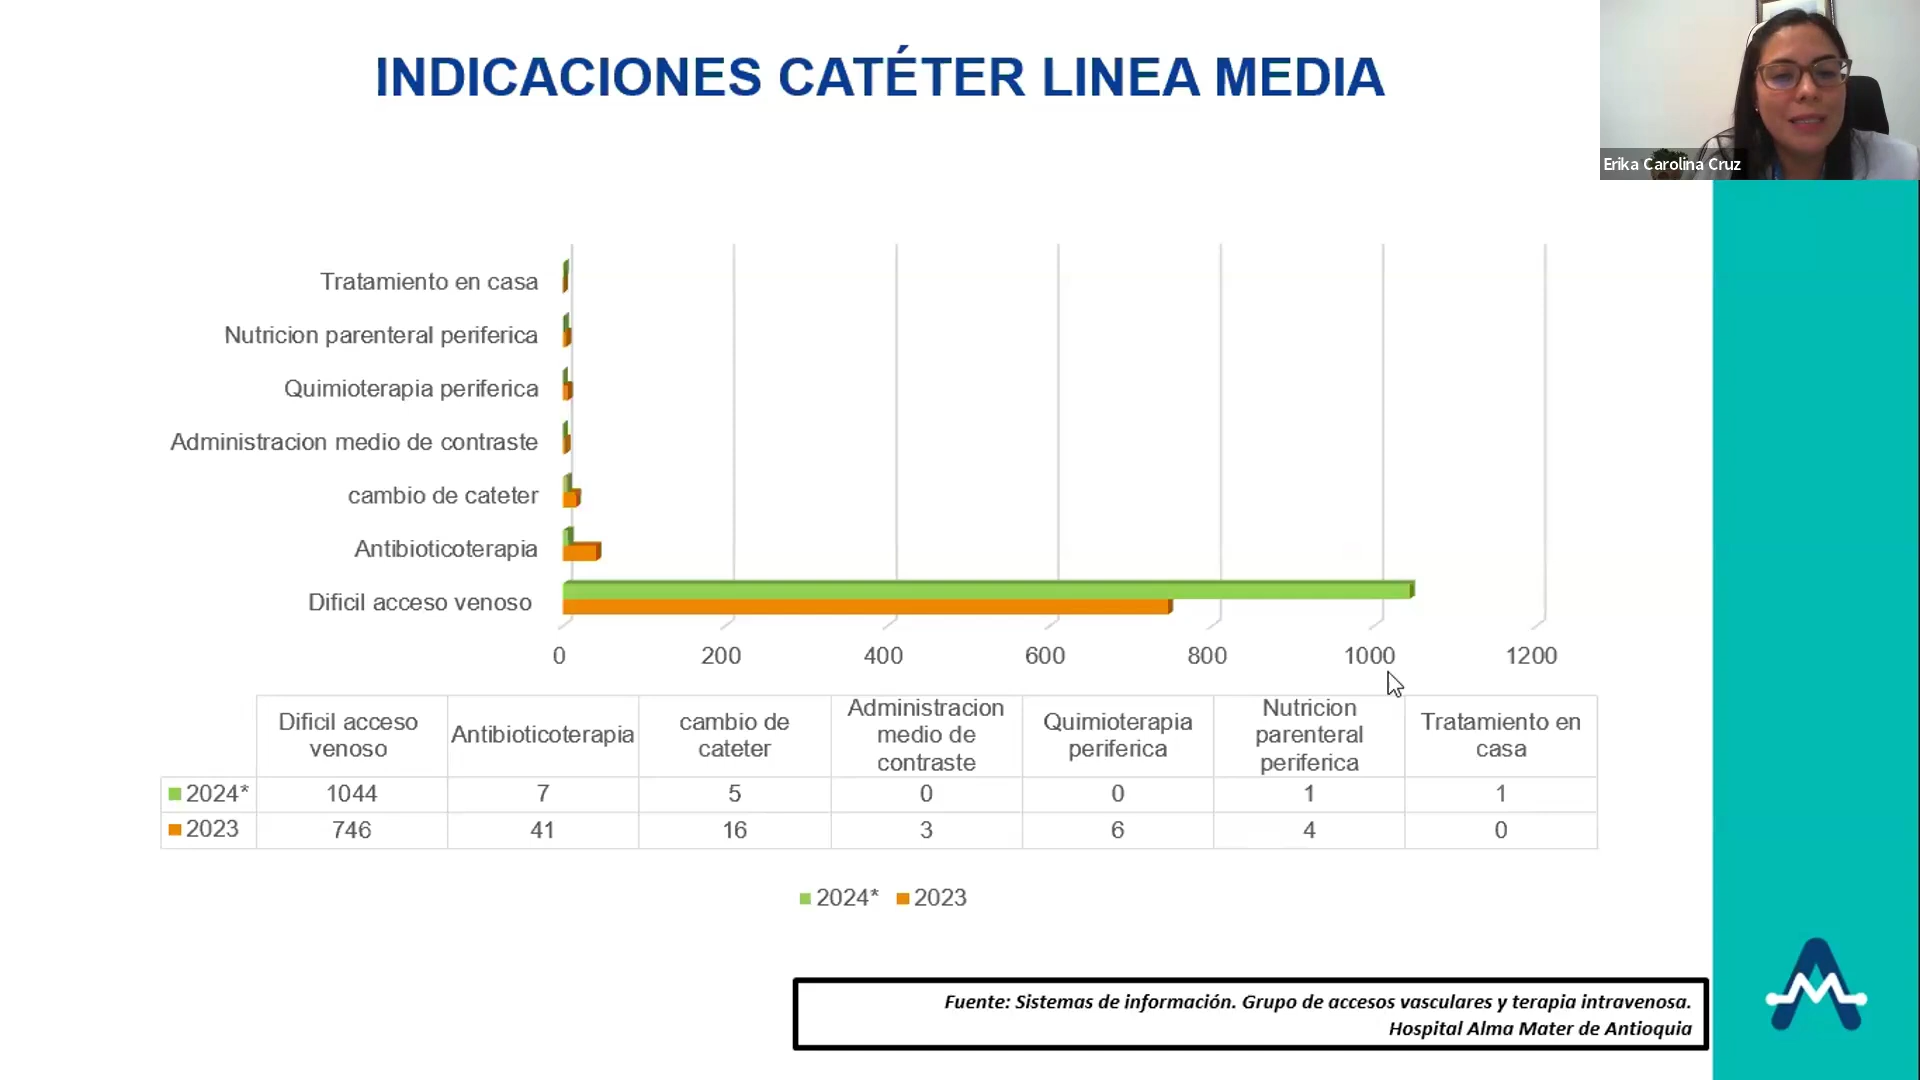 INDICACIONES CATÉTER LINEA MEDIA
Erika Carolina Cruz
Tratamiento en casa
Nutricion parenteral periferica
Quimioterapia periferica
Administracion medio de contraste
cambio de cateter
Antibioticoterapia
Dificil acceso venoso
0 200 400 600 800 1000 1200
Dificil acceso venoso Antibioticoterapia cambio de cateter Administracion medio de contraste Quimioterapia periferica Nutricion parenteral periferica Tratamiento en casa
2024* 1044 7 5 0 0 1 1
2023 746 41 16 3 6 4 0
2024* 2023
Fuente: Sistemas de información. Grupo de accesos vasculares y terapia intravenosa.
Hospital Alma Mater de Antioquia